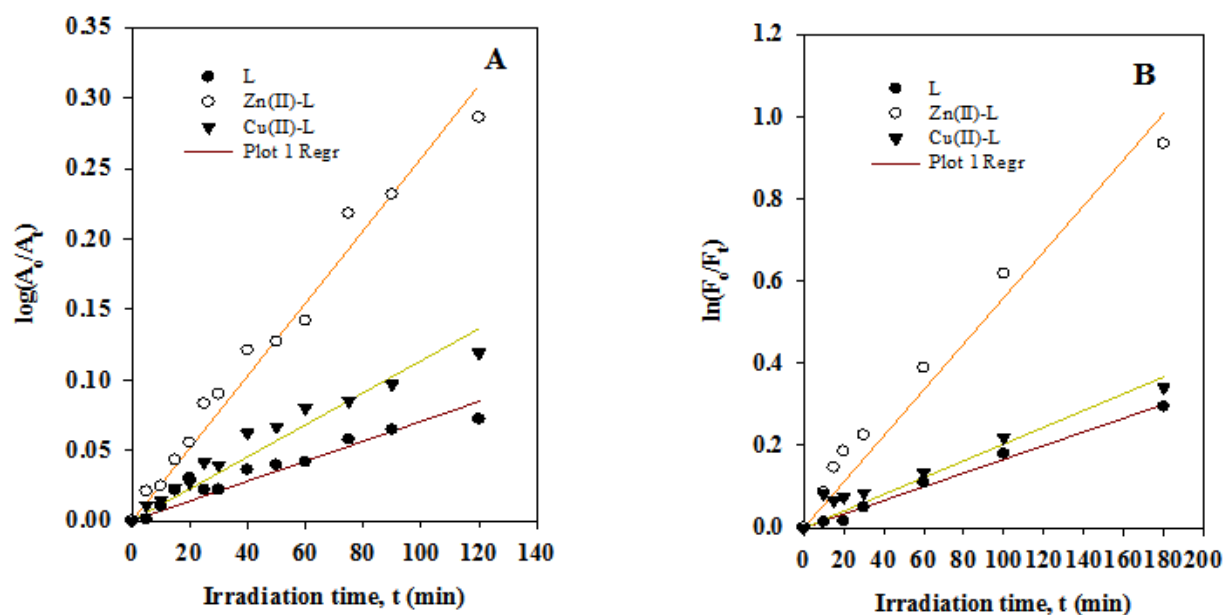 A
L
Zn(II)-L
Cu(II)-L
Plot 1 Regr
log(A₀/Aₜ)
0.35
0.30
0.25
0.20
0.15
0.10
0.05
0.00
0 20 40 60 80 100 120 140
Irradiation time, t (min)
B
L
Zn(II)-L
Cu(II)-L
Plot 1 Regr
ln(F₀/Fₜ)
1.2
1.0
0.8
0.6
0.4
0.2
0.0
0 20 40 60 80 100 120 140 160 180 200
Irradiation time, t (min)